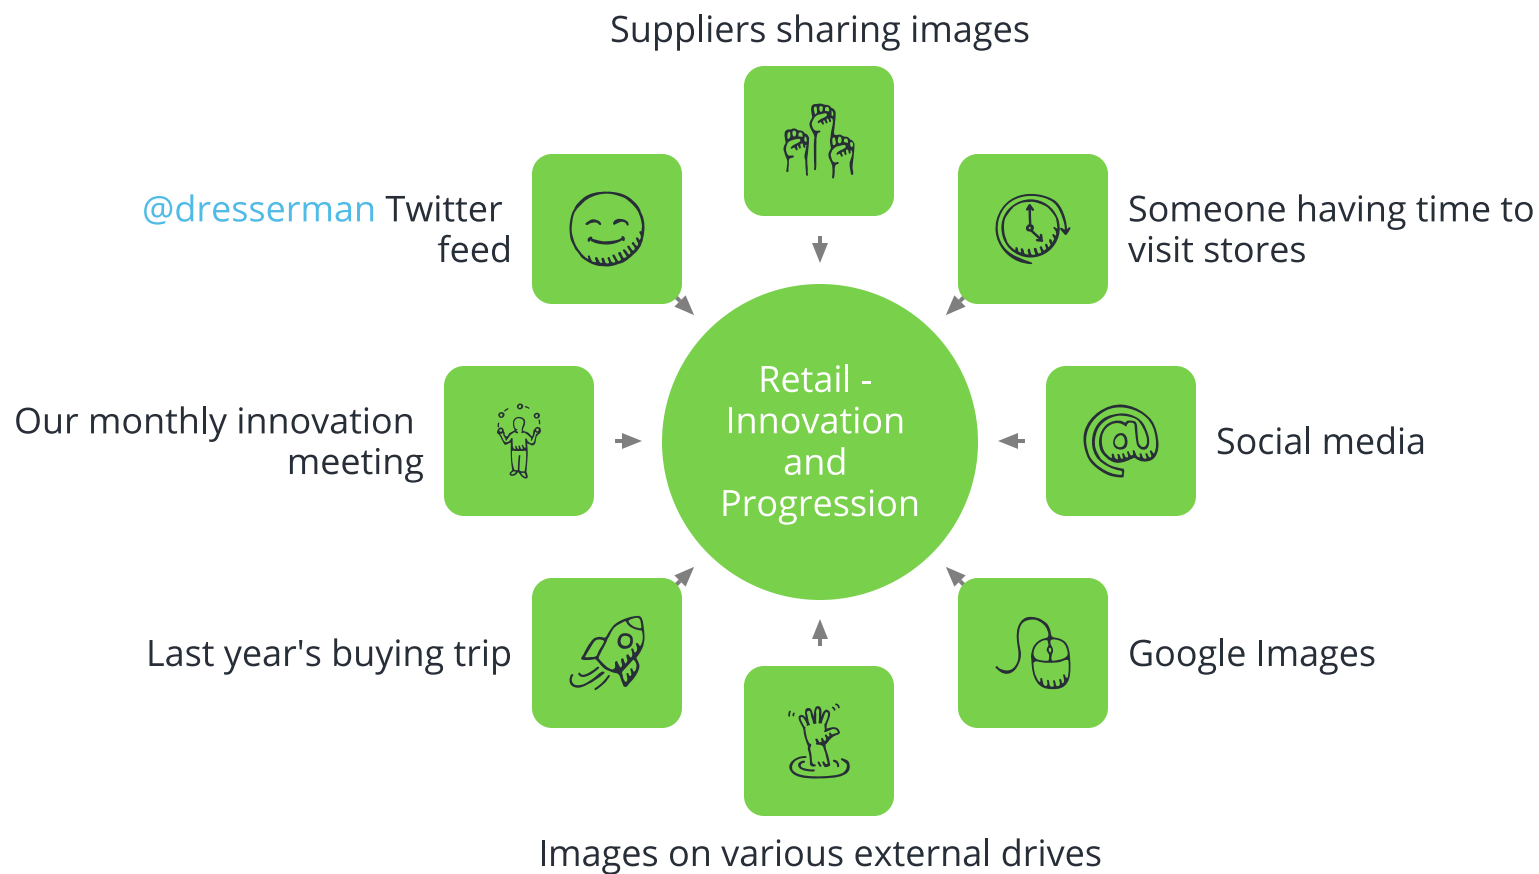 Suppliers sharing images
@dresserman Twitter
feed
Someone having time to
visit stores
Retail -
Innovation
and
Progression
Our monthly innovation
meeting
Social media
Last year's buying trip
Google Images
Images on various external drives